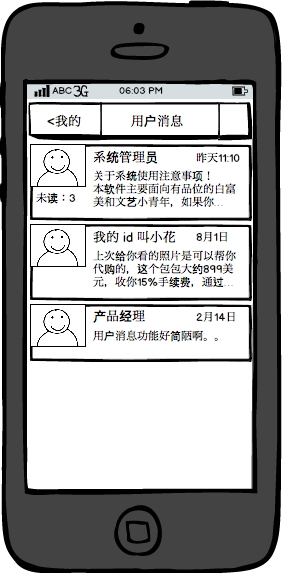 ABC 3G 06:03 PM
<我的 用户消息
系统管理员 昨天11:10
关于系统使用注意事项！
本软件主要面向有品位的白富
美和文艺小青年，如果你...
未读：3
我的 id 叫小花 8月1日
上次给你看的照片是可以帮你
代购的，这个包包大约899美
元，收你15%手续费，通过...
产品经理 2月14日
用户消息功能好简陋啊。。